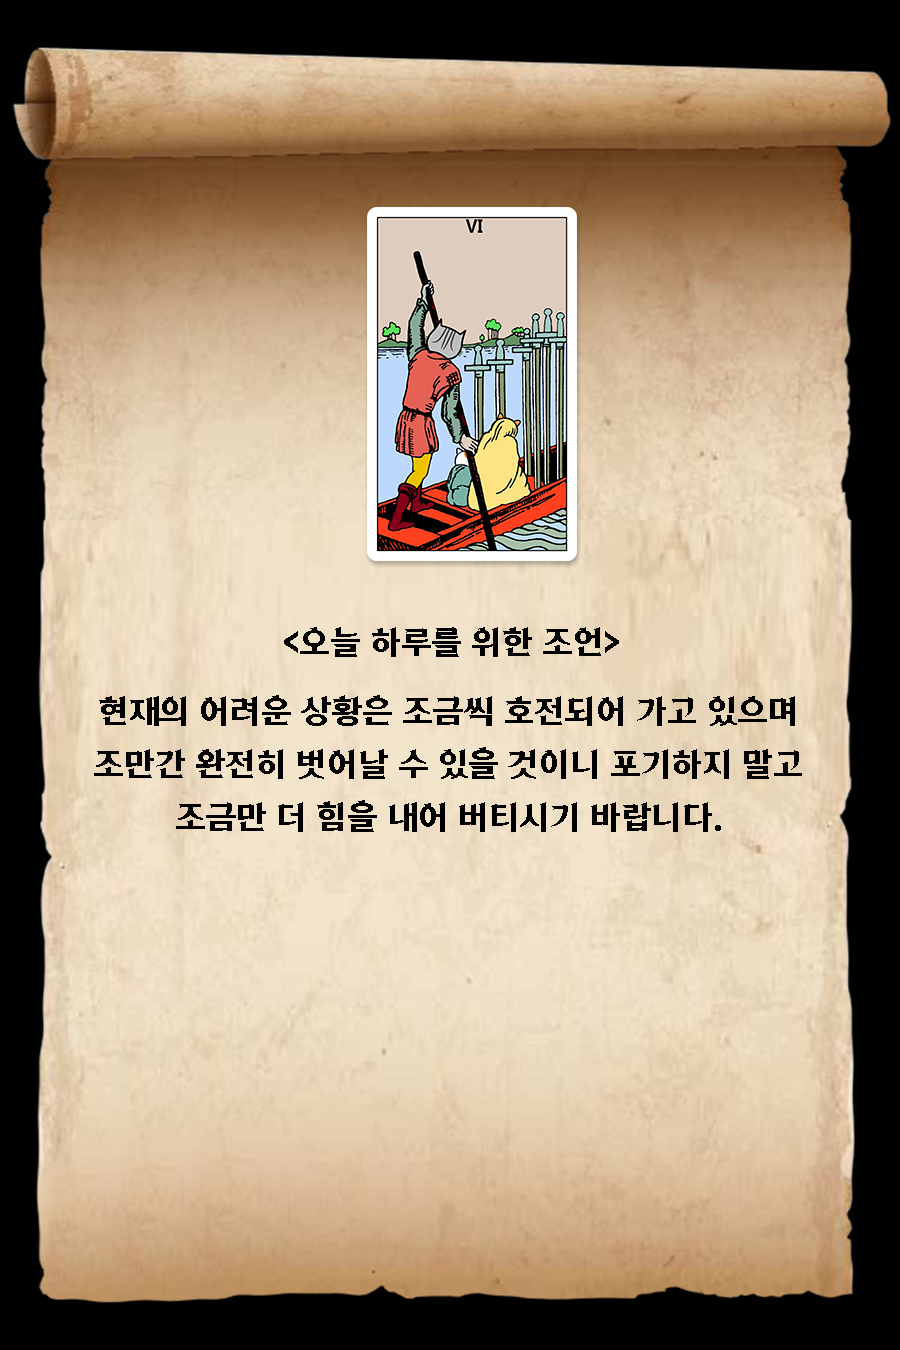 VI
<오늘 하루를 위한 조언>
현재의 어려운 상황은 조금씩 호전되어 가고 있으며
조만간 완전히 벗어날 수 있을 것이니 포기하지 말고
조금만 더 힘을 내어 버티시기 바랍니다.